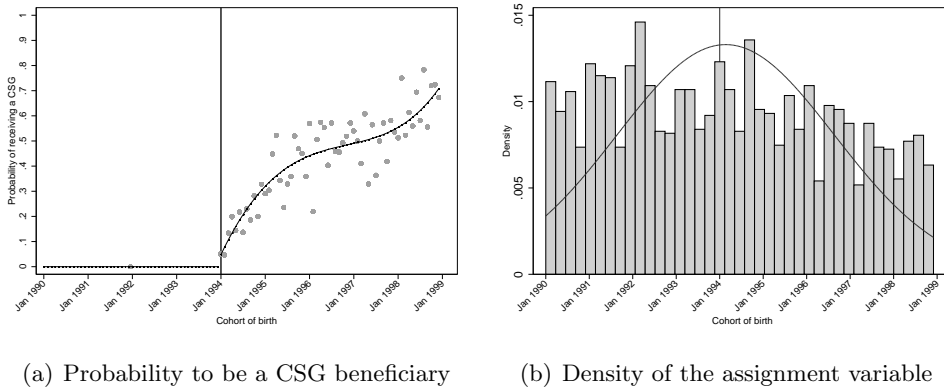 Probability of receiving a CSG
1
.9
.8
.7
.6
.5
.4
.3
.2
.1
0
Jan 1990
Jan 1991
Jan 1992
Jan 1993
Jan 1994
Jan 1995
Jan 1996
Jan 1997
Jan 1998
Jan 1999
Cohort of birth
(a) Probability to be a CSG beneficiary
Density
.015
.01
.005
0
Jan 1990
Jan 1991
Jan 1992
Jan 1993
Jan 1994
Jan 1995
Jan 1996
Jan 1997
Jan 1998
Jan 1999
Cohort of birth
(b) Density of the assignment variable